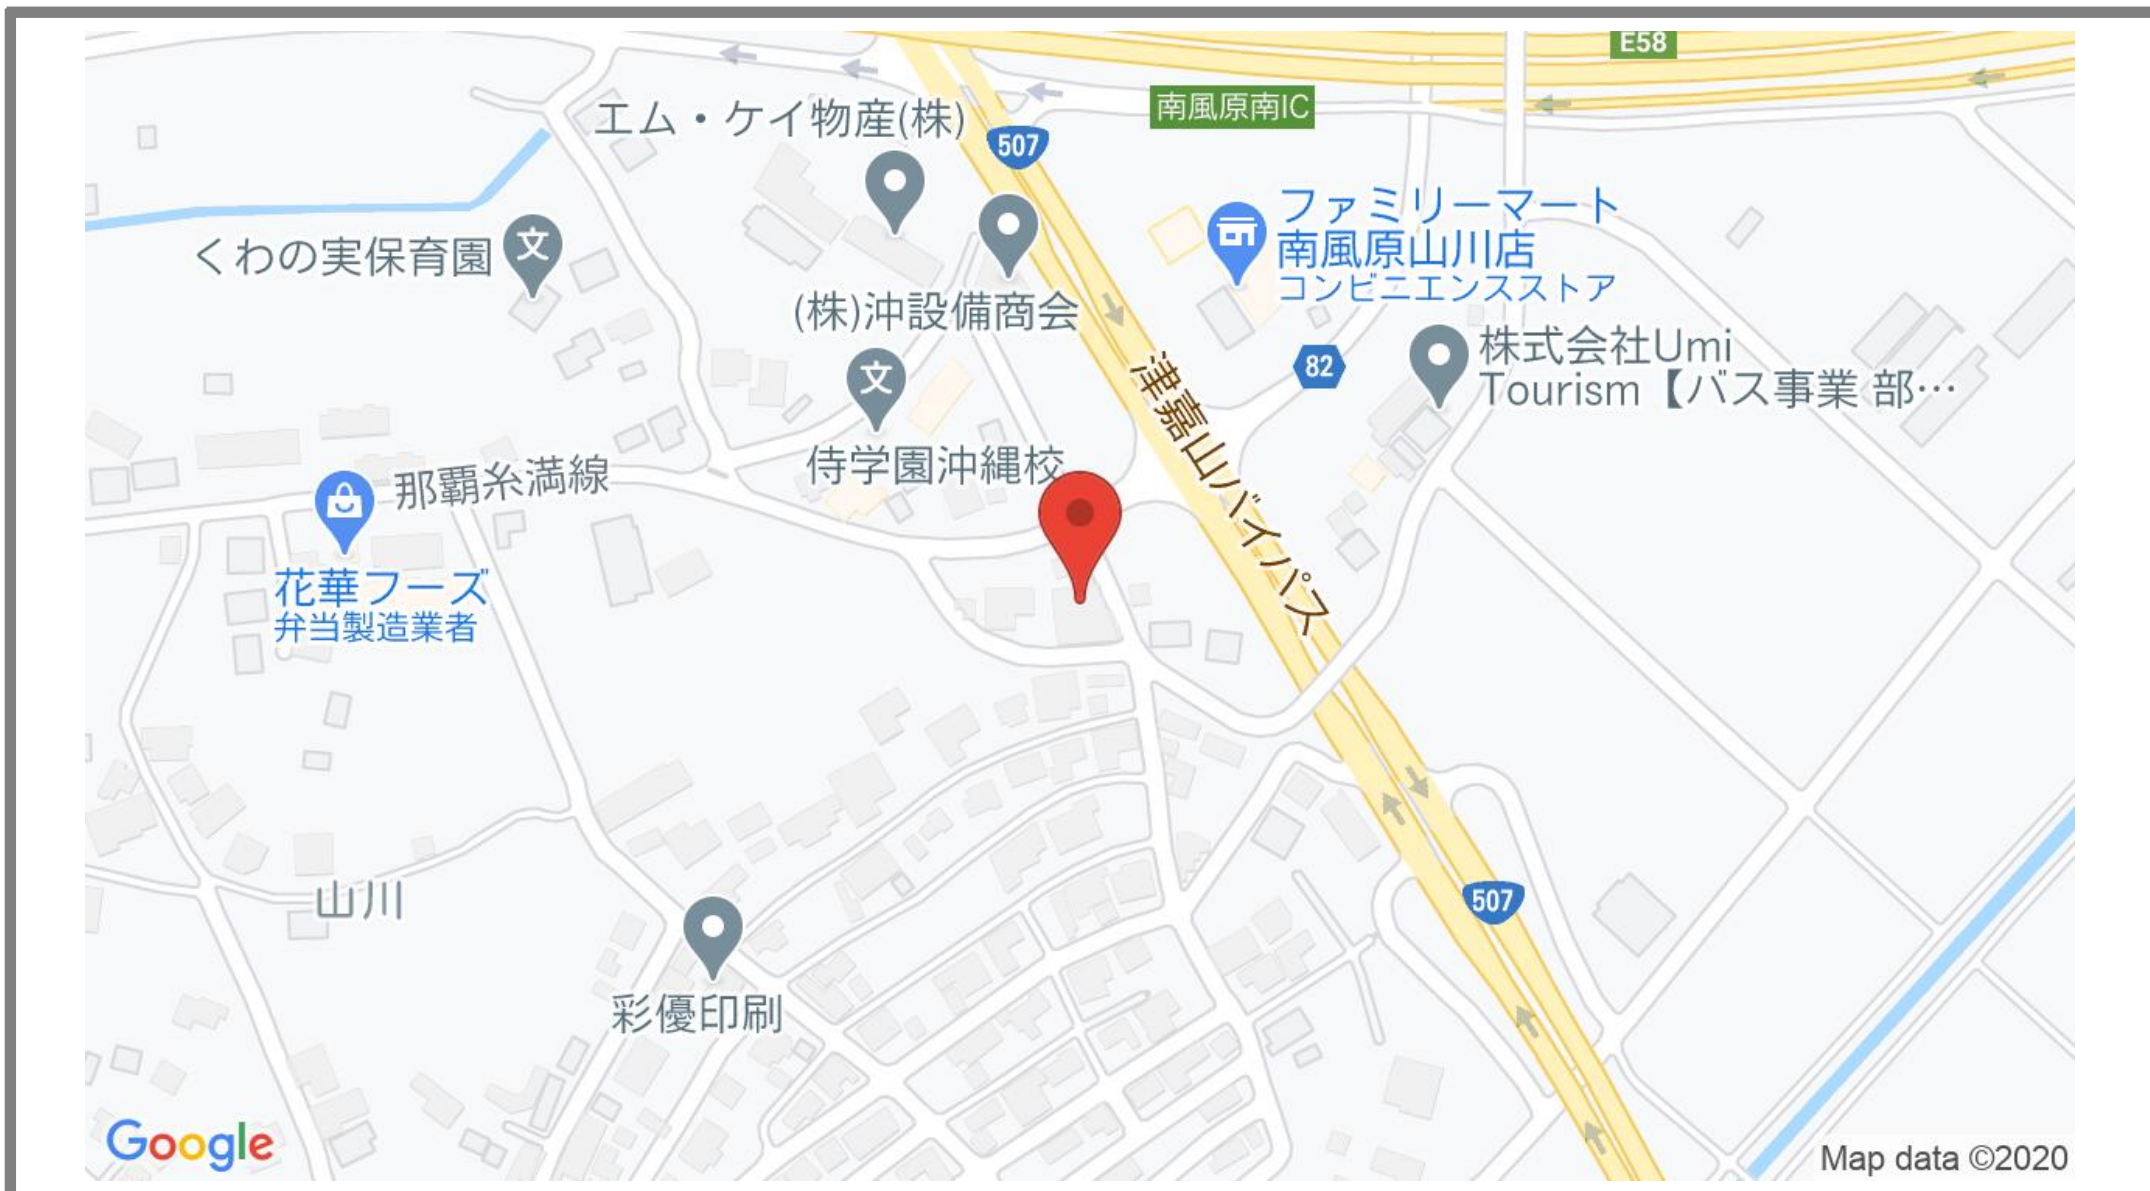 E58
南風原南IC
エム・ケイ物産(株)
507
ファミリーマート
南風原山川店
コンビニエンスストア
くわの実保育園
文
(株)沖設備商会
株式会社Umi
Tourism【バス事業 部…
82
文
津嘉山バイパス
侍学園沖縄校
那覇糸満線
花華フーズ
弁当製造業者
山川
507
彩優印刷
Google
Map data ©2020